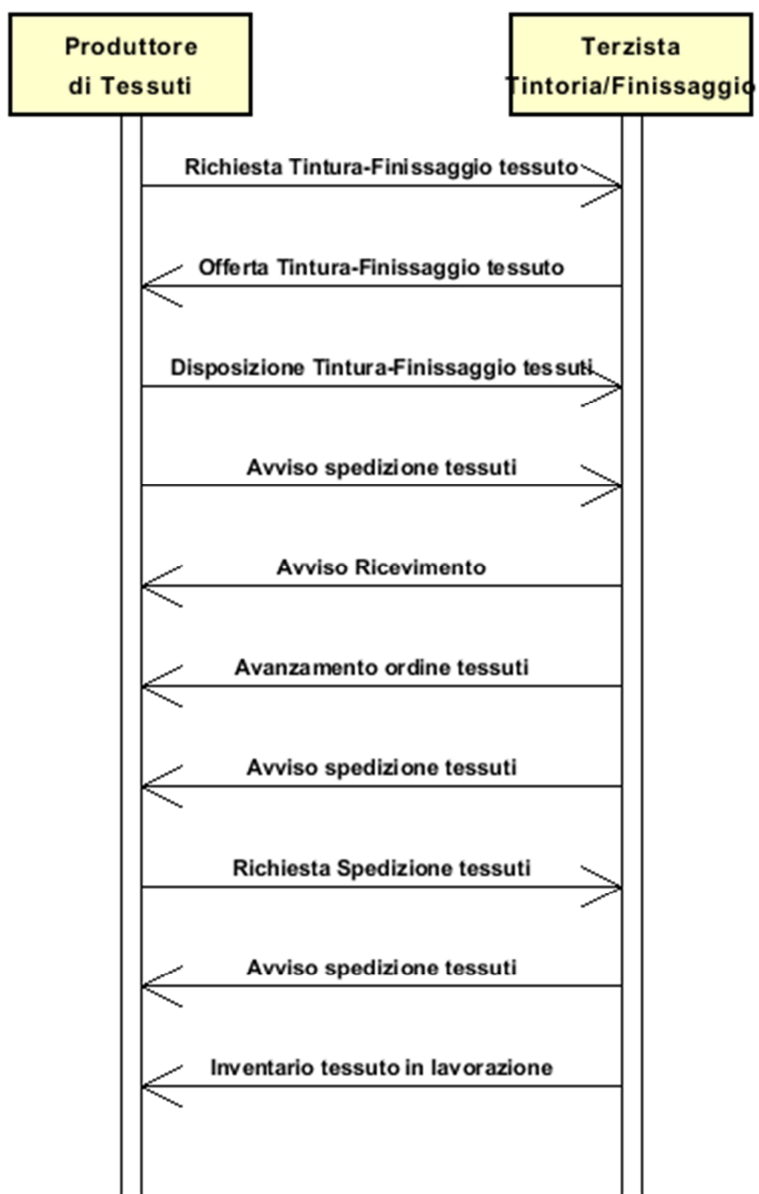 Produttore
di Tessuti
Terzista
Tintoria/Finissaggio
Richiesta Tintura-Finissaggio tessuto
Offerta Tintura-Finissaggio tessuto
Disposizione Tintura-Finissaggio tessuti
Avviso spedizione tessuti
Avviso Ricevimento
Avanzamento ordine tessuti
Avviso spedizione tessuti
Richiesta Spedizione tessuti
Avviso spedizione tessuti
Inventario tessuto in lavorazione